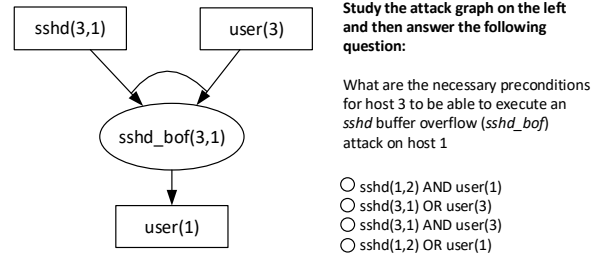 sshd(3,1)
user(3)
sshd_bof(3,1)
user(1)
Study the attack graph on the left
and then answer the following
question:
What are the necessary preconditions
for host 3 to be able to execute an
sshd buffer overflow (sshd_bof)
attack on host 1
sshd(1,2) AND user(1)
sshd(3,1) OR user(3)
sshd(3,1) AND user(3)
sshd(1,2) OR user(1)